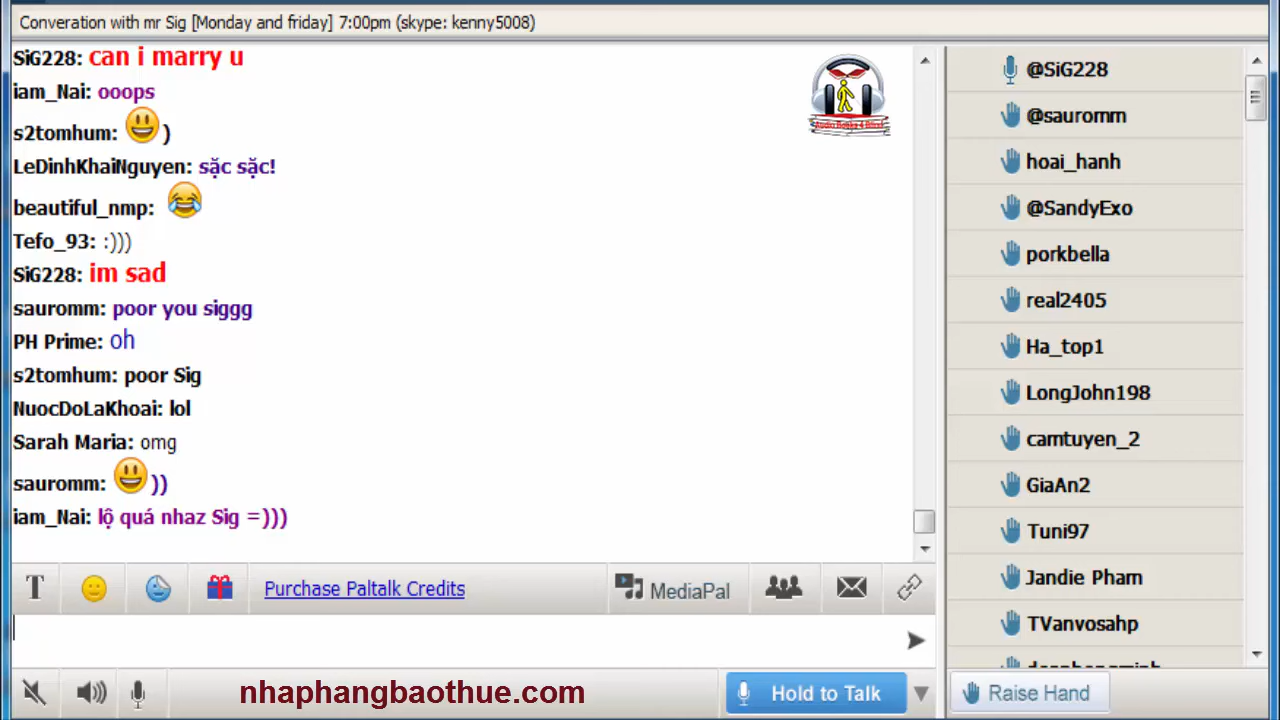 Converation with mr Sig [Monday and friday] 7:00pm (skype: kenny5008)
SiG228: can i marry u
iam_Nai: ooops
s2tomhum: )
LeDinhKhaiNguyen: sặc sặc!
beautiful_nmp:
Tefo_93: :)))
SiG228: im sad
sauromm: poor you siggg
PH Prime: oh
s2tomhum: poor Sig
NuocDoLaKhoai: lol
Sarah Maria: omg
sauromm: ))
iam_Nai: lộ quá nhaz Sig =)))
T
Purchase Paltalk Credits
MediaPal
nhaphangbaothue.com
Hold to Talk
@SiG228
@sauromm
hoai_hanh
@SandyExo
porkbella
real2405
Ha_top1
LongJohn198
camtuyen_2
GiaAn2
Tuni97
Jandie Pham
TVanvosahp
Raise Hand